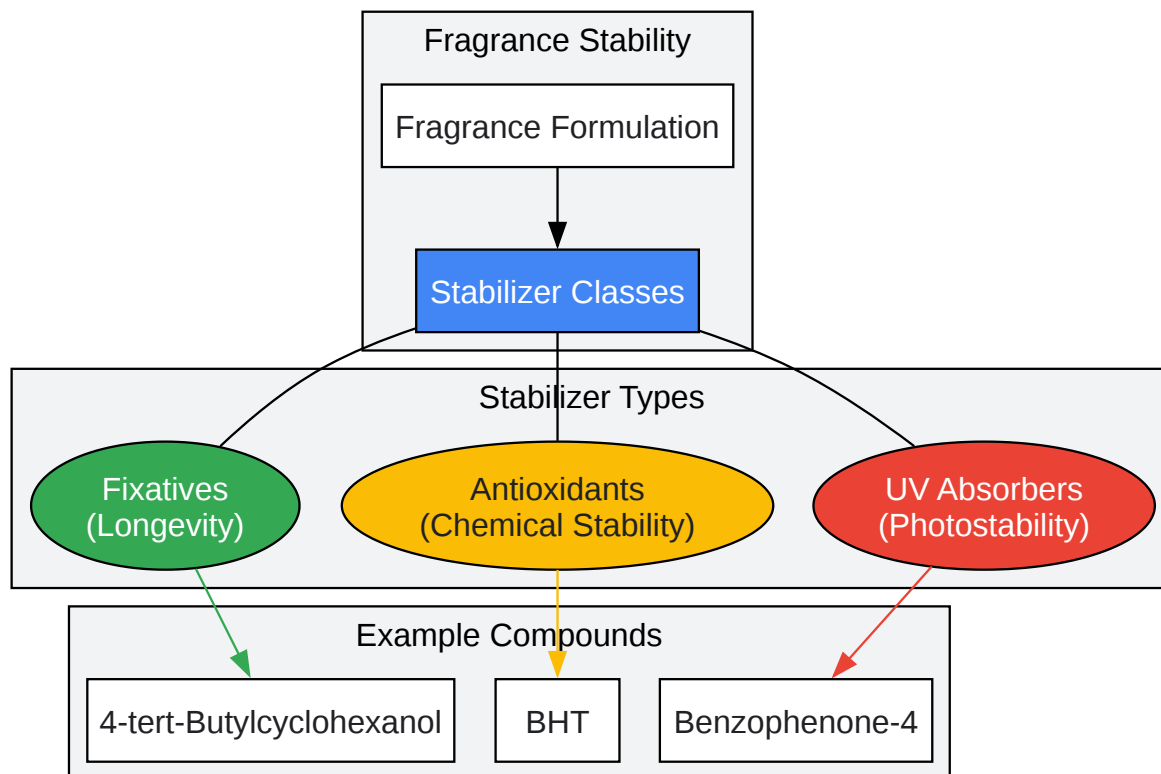 Fragrance Stability
Fragrance Formulation
Stabilizer Classes
Stabilizer Types
Fixatives
(Longevity)
Antioxidants
(Chemical Stability)
UV Absorbers
(Photostability)
Example Compounds
4-tert-Butylcyclohexanol
BHT
Benzophenone-4